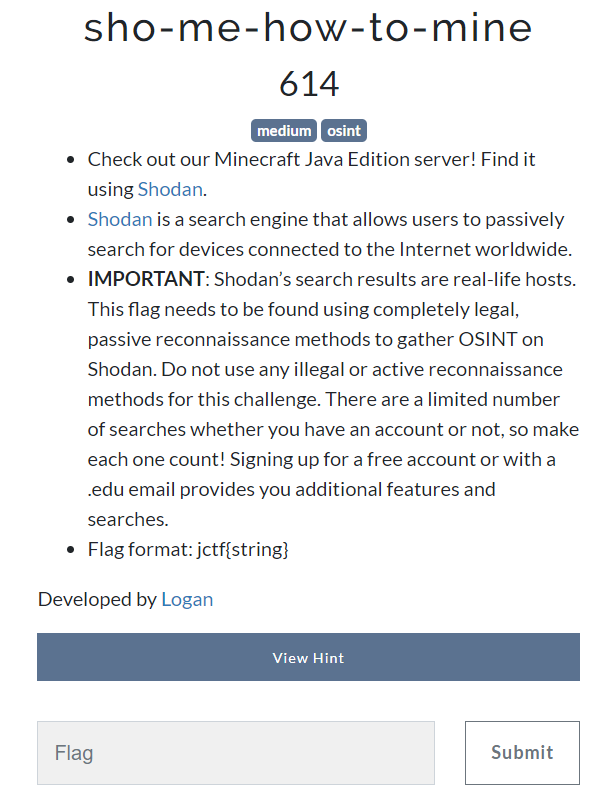 sho-me-how-to-mine
614
medium osint
• Check out our Minecraft Java Edition server! Find it
using Shodan.
• Shodan is a search engine that allows users to passively
search for devices connected to the Internet worldwide.
• IMPORTANT: Shodan’s search results are real-life hosts.
This flag needs to be found using completely legal,
passive reconnaissance methods to gather OSINT on
Shodan. Do not use any illegal or active reconnaissance
methods for this challenge. There are a limited number
of searches whether you have an account or not, so make
each one count! Signing up for a free account or with a
.edu email provides you additional features and
searches.
• Flag format: jctf{string}
Developed by Logan
View Hint
Flag
Submit